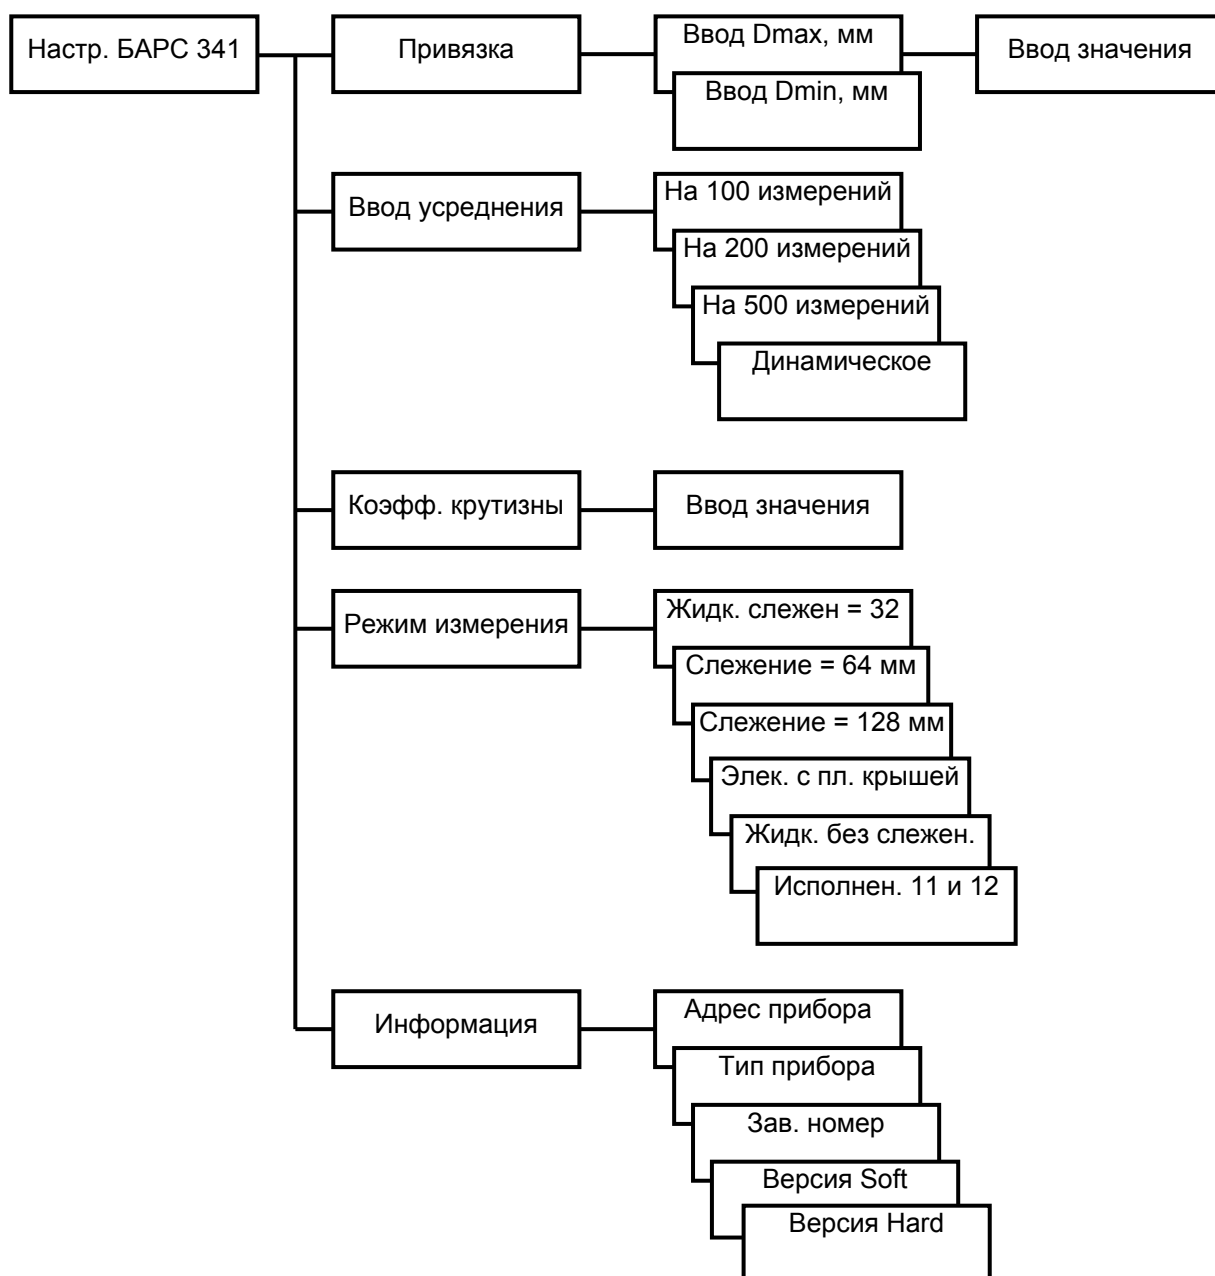 Настр. БАРС 341
Привязка
Ввод Dmax, мм
Ввод значения
Ввод Dmin, мм
Ввод усреднения
На 100 измерений
На 200 измерений
На 500 измерений
Динамическое
Коэфф. крутизны
Ввод значения
Режим измерения
Жидк. слежен = 32
Слежение = 64 мм
Слежение = 128 мм
Элек. с пл. крышей
Жидк. без слежен.
Исполнен. 11 и 12
Информация
Адрес прибора
Тип прибора
Зав. номер
Версия Soft
Версия Hard